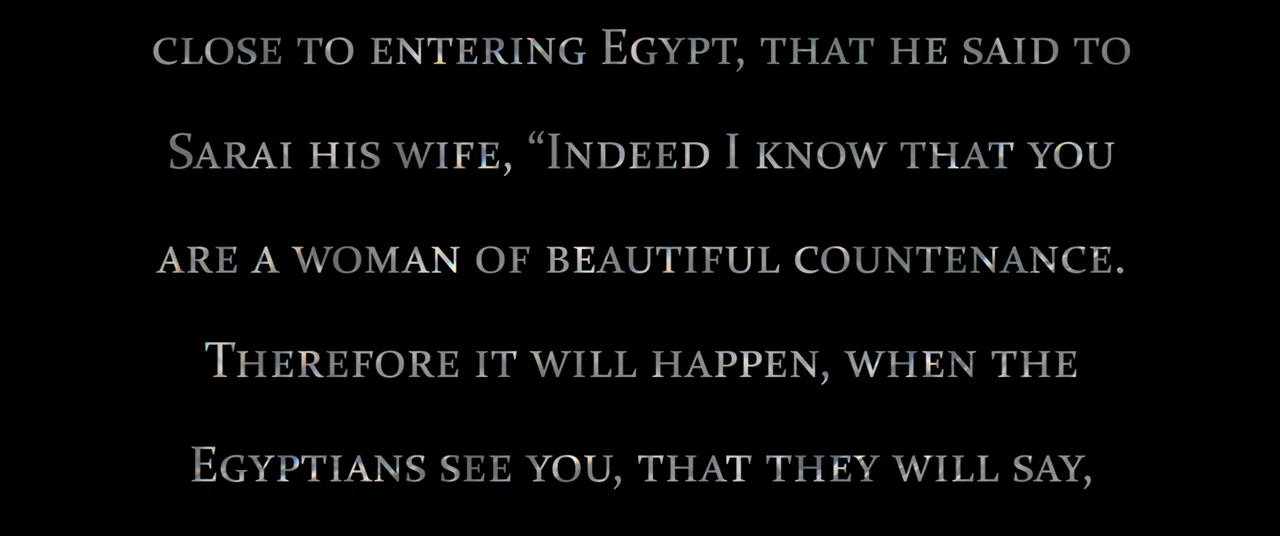 close to entering Egypt, that he said to
Sarai his wife, “Indeed I know that you
are a woman of beautiful countenance.
Therefore it will happen, when the
Egyptians see you, that they will say,